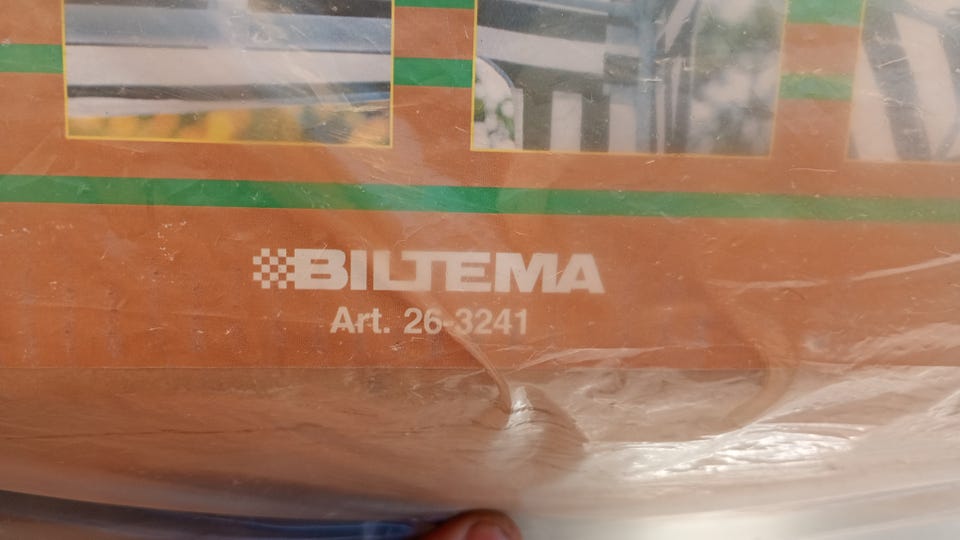 BILTEMA
Art. 26-3241